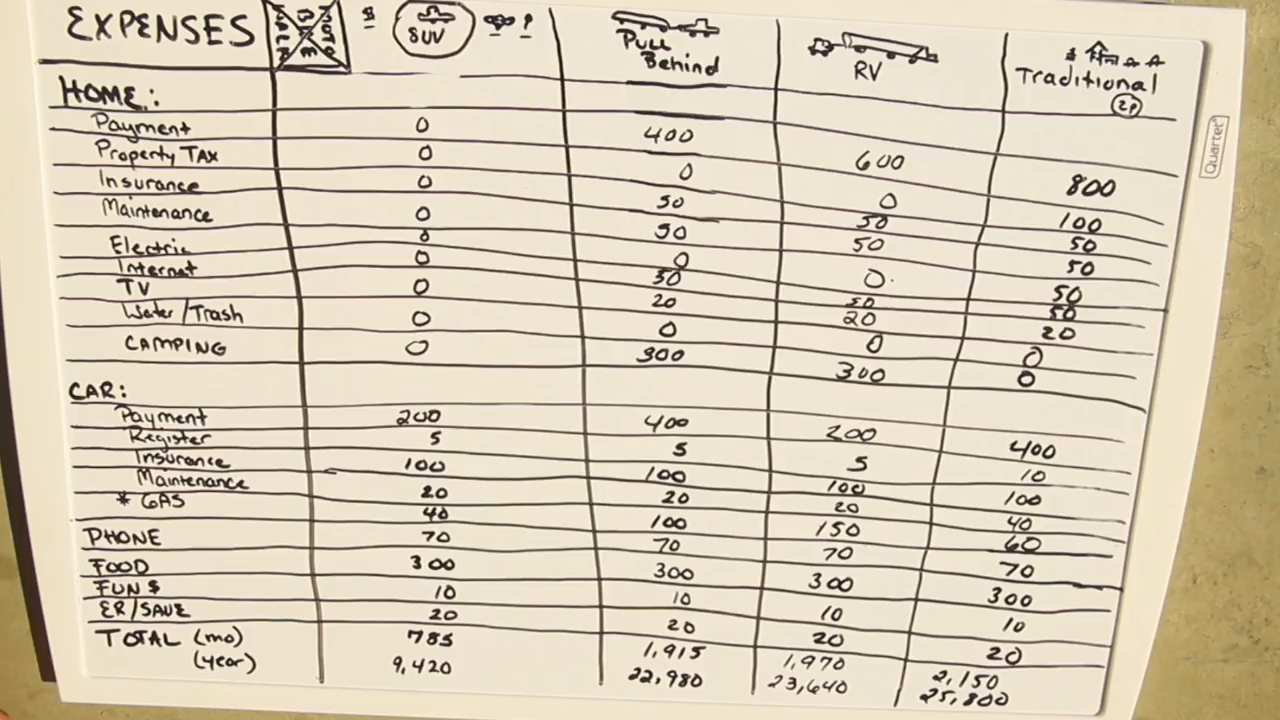 EXPENSES $ SUV ? Pull Behind RV $ Traditional 2p
HOME:
Payment 0 400 600 800
Property TAX 0 0 0 100
Insurance 0 50 50 50
Maintenance 0 50 50 50
Electric 0 0 0 50
Internet 0 50 50 50
TV 0 20 20 20
Water/Trash 0 0 0 0
CAMPING 0 300 300 0
CAR:
Payment 200 400 200 400
Register 5 5 5 10
Insurance 100 100 100 100
Maintenance 20 20 20 40
* GAS 40 100 150 60
PHONE 70 70 70 70
FOOD 300 300 300 300
FUN $ 10 10 10 10
ER/SAVE 20 20 20 20
TOTAL (mo) 785 1,915 1,970 2,150
(year) 9,420 22,980 23,640 25,800
Quartet